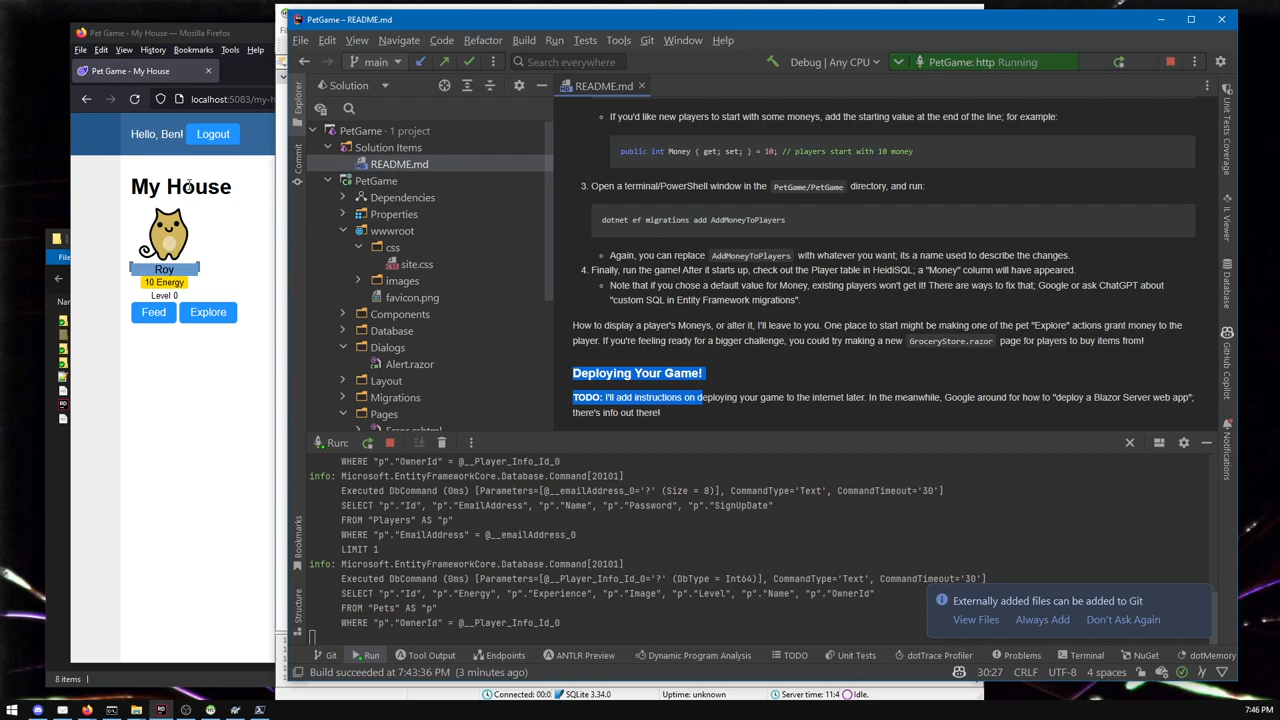 Pet Game - My House — Mozilla Firefox
File Edit View History Bookmarks Tools
Pet Game - My House
localhost:5083/my-h
Hello, Ben! Logout
My House
Roy
10 Energy
Level 0
Feed Explore
8 items
PetGame – README.md
File Edit View Navigate Code Refactor Build Run Tests Tools Git Window Help
main
Search everywhere
Debug | Any CPU
PetGame: http Running
Solution
README.md
Explorer
Commit
Bookmarks
Structure
PetGame · 6 projects
Solution Items
README.md
PetGame
Dependencies
Properties
wwwroot
css
site.css
images
favicon.png
Components
Database
Dialogs
Alert.razor
Layout
Migrations
Pages
Error.cshtml
If you'd like new players to start with some moneys, add the starting value at the end of the line; for example:
public int Money { get; set; } = 10; // players start with 10 money
3. Open a terminal/PowerShell window in the PetGame/PetGame directory, and run:
dotnet ef migrations add AddMoneyToPlayers
Again, you can replace AddMoneyToPlayers with whatever you want; its a name used to describe the changes.
4. Finally, run the game! After it starts up, check out the Player table in HeidiSQL; a "Money" column will have appeared.
Note that if you chose a default value for Money, existing players won't get it! There are ways to fix that; Google or ask ChatGPT about
"custom SQL in Entity Framework migrations".
How to display a player's Moneys, or alter it, I'll leave to you. One place to start might be making one of the pet "Explore" actions grant money to the
player. If you're feeling ready for a bigger challenge, you could try making a new GroceryStore.razor page for players to buy items from!
Deploying Your Game!
TODO: I'll add instructions on deploying your game to the internet later. In the meanwhile, Google around for how to "deploy a Blazor Server web app";
there's info out there!
Unit Tests Coverage
IL Viewer
Database
GitHub Copilot
Notifications
Run:
WHERE "p"."OwnerId" = @__Player_Info_Id_0
info: Microsoft.EntityFrameworkCore.Database.Command[20101]
Executed DbCommand (0ms) [Parameters=[@__emailAddress_0='?' (Size = 8)], CommandType='Text', CommandTimeout='30']
SELECT "p"."Id", "p"."EmailAddress", "p"."Name", "p"."Password", "p"."SignUpDate"
FROM "Players" AS "p"
WHERE "p"."EmailAddress" = @__emailAddress_0
LIMIT 1
info: Microsoft.EntityFrameworkCore.Database.Command[20101]
Executed DbCommand (0ms) [Parameters=[@__Player_Info_Id_0='?' (DbType = Int64)], CommandType='Text', CommandTimeout='30']
SELECT "p"."Id", "p"."Energy", "p"."Experience", "p"."Image", "p"."Level", "p"."Name", "p"."OwnerId"
FROM "Pets" AS "p"
WHERE "p"."OwnerId" = @__Player_Info_Id_0
Externally added files can be added to Git
View Files Always Add Don't Ask Again
Git Run Tool Output Endpoints ANTLR Preview Dynamic Program Analysis TODO Unit Tests dotTrace Profiler Problems Terminal NuGet dotMemory
Build succeeded at 7:43:36 PM (3 minutes ago)
30:27 CRLF UTF-8 4 spaces
SQLite 3.34.0 Uptime: unknown Idle.
7:46 PM